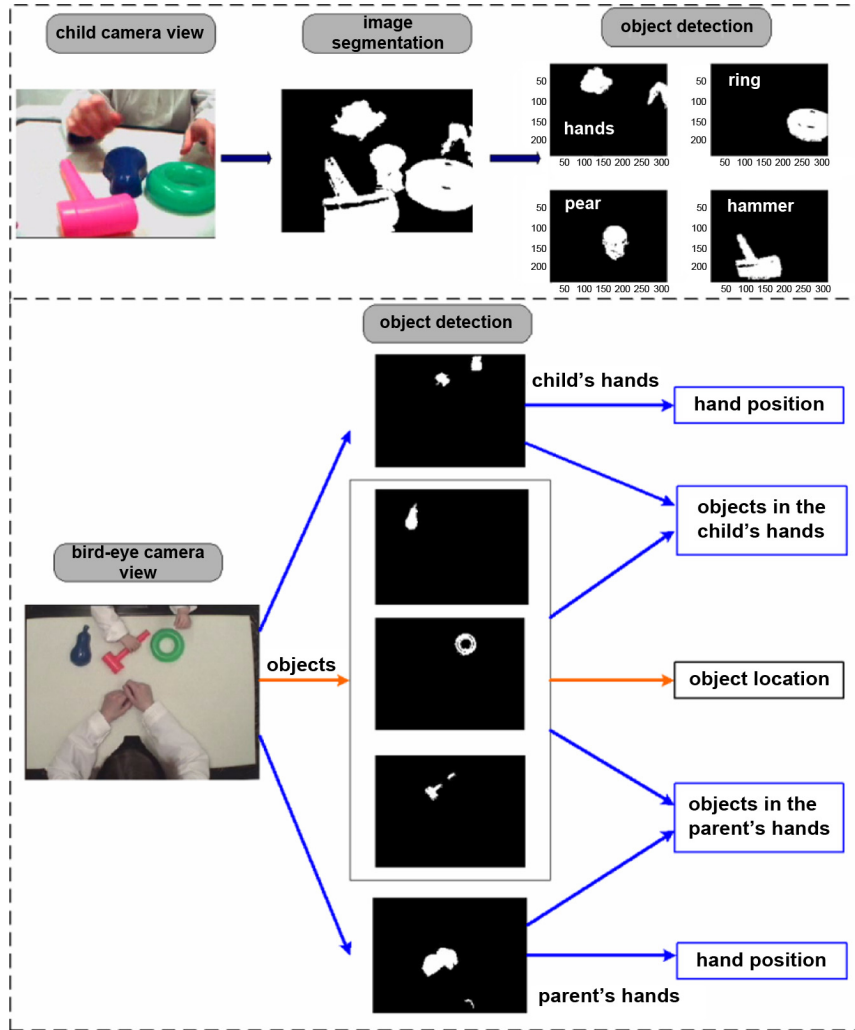 child camera view
image
segmentation
object detection
50
100
150
200
hands
50 100 150 200 250 300
50
100
150
200
ring
50 100 150 200 250 300
50
100
150
200
pear
50 100 150 200 250 300
50
100
150
200
hammer
50 100 150 200 250 300
object detection
child's hands
hand position
objects in the
child's hands
bird-eye camera
view
objects
object location
objects in the
parent's hands
hand position
parent's hands